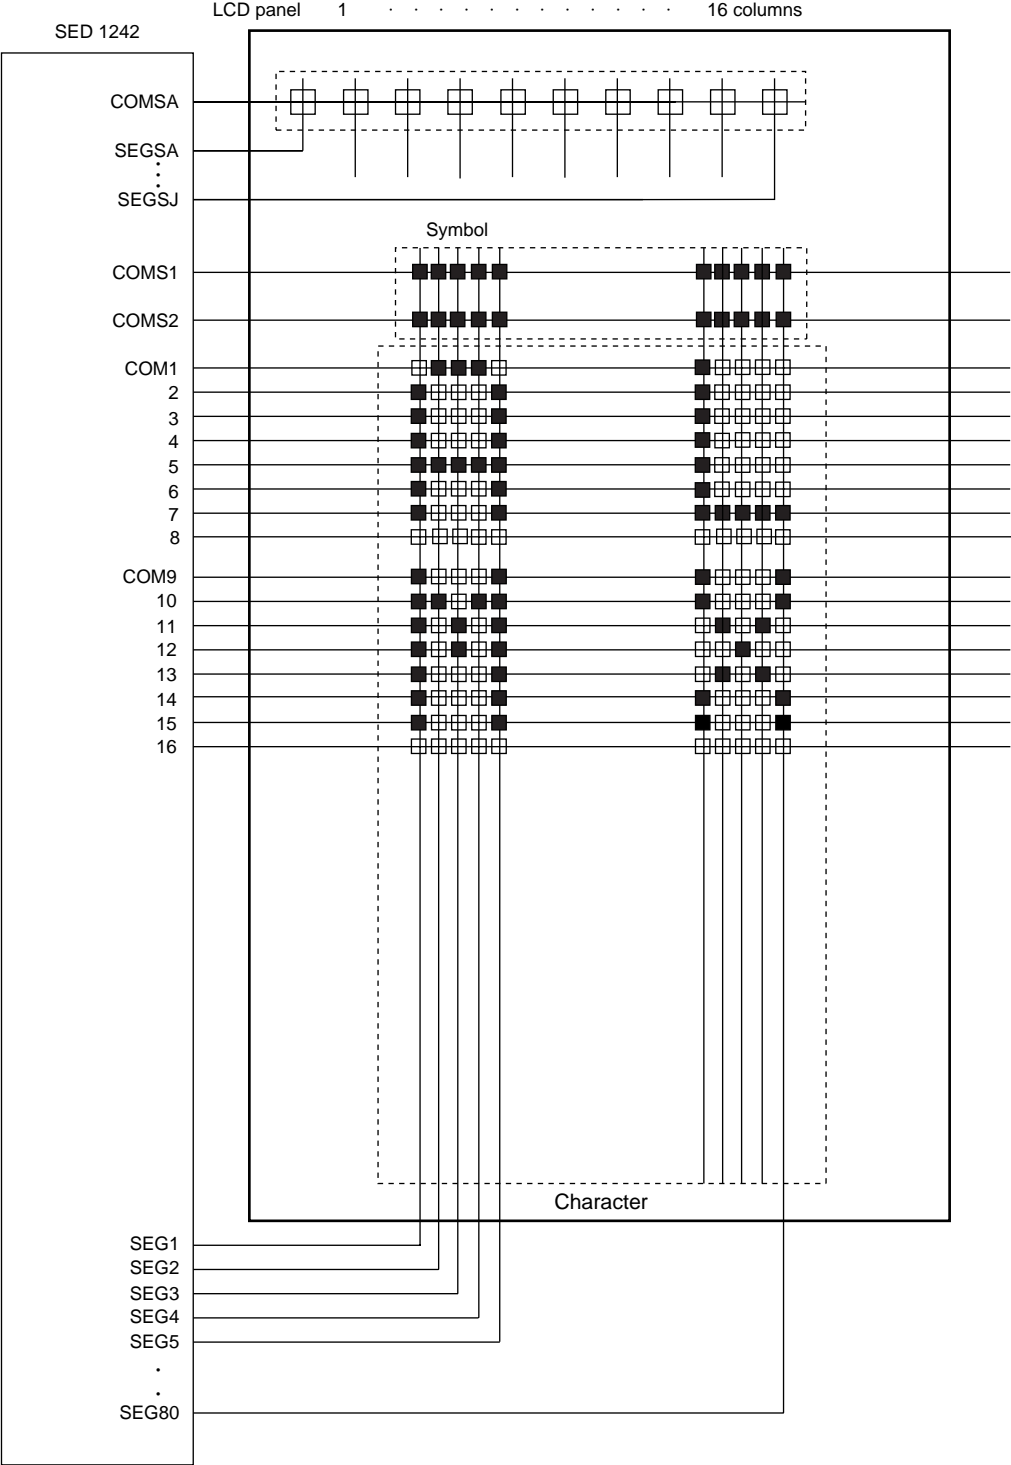 LCD panel 1 . . . . . . . . . . . . . 16 columns
SED 1242
COMSA
SEGSA
SEGSJ
Symbol
COMS1
COMS2
COM1
2
3
4
5
6
7
8
COM9
10
11
12
13
14
15
16
Character
SEG1
SEG2
SEG3
SEG4
SEG5
SEG80